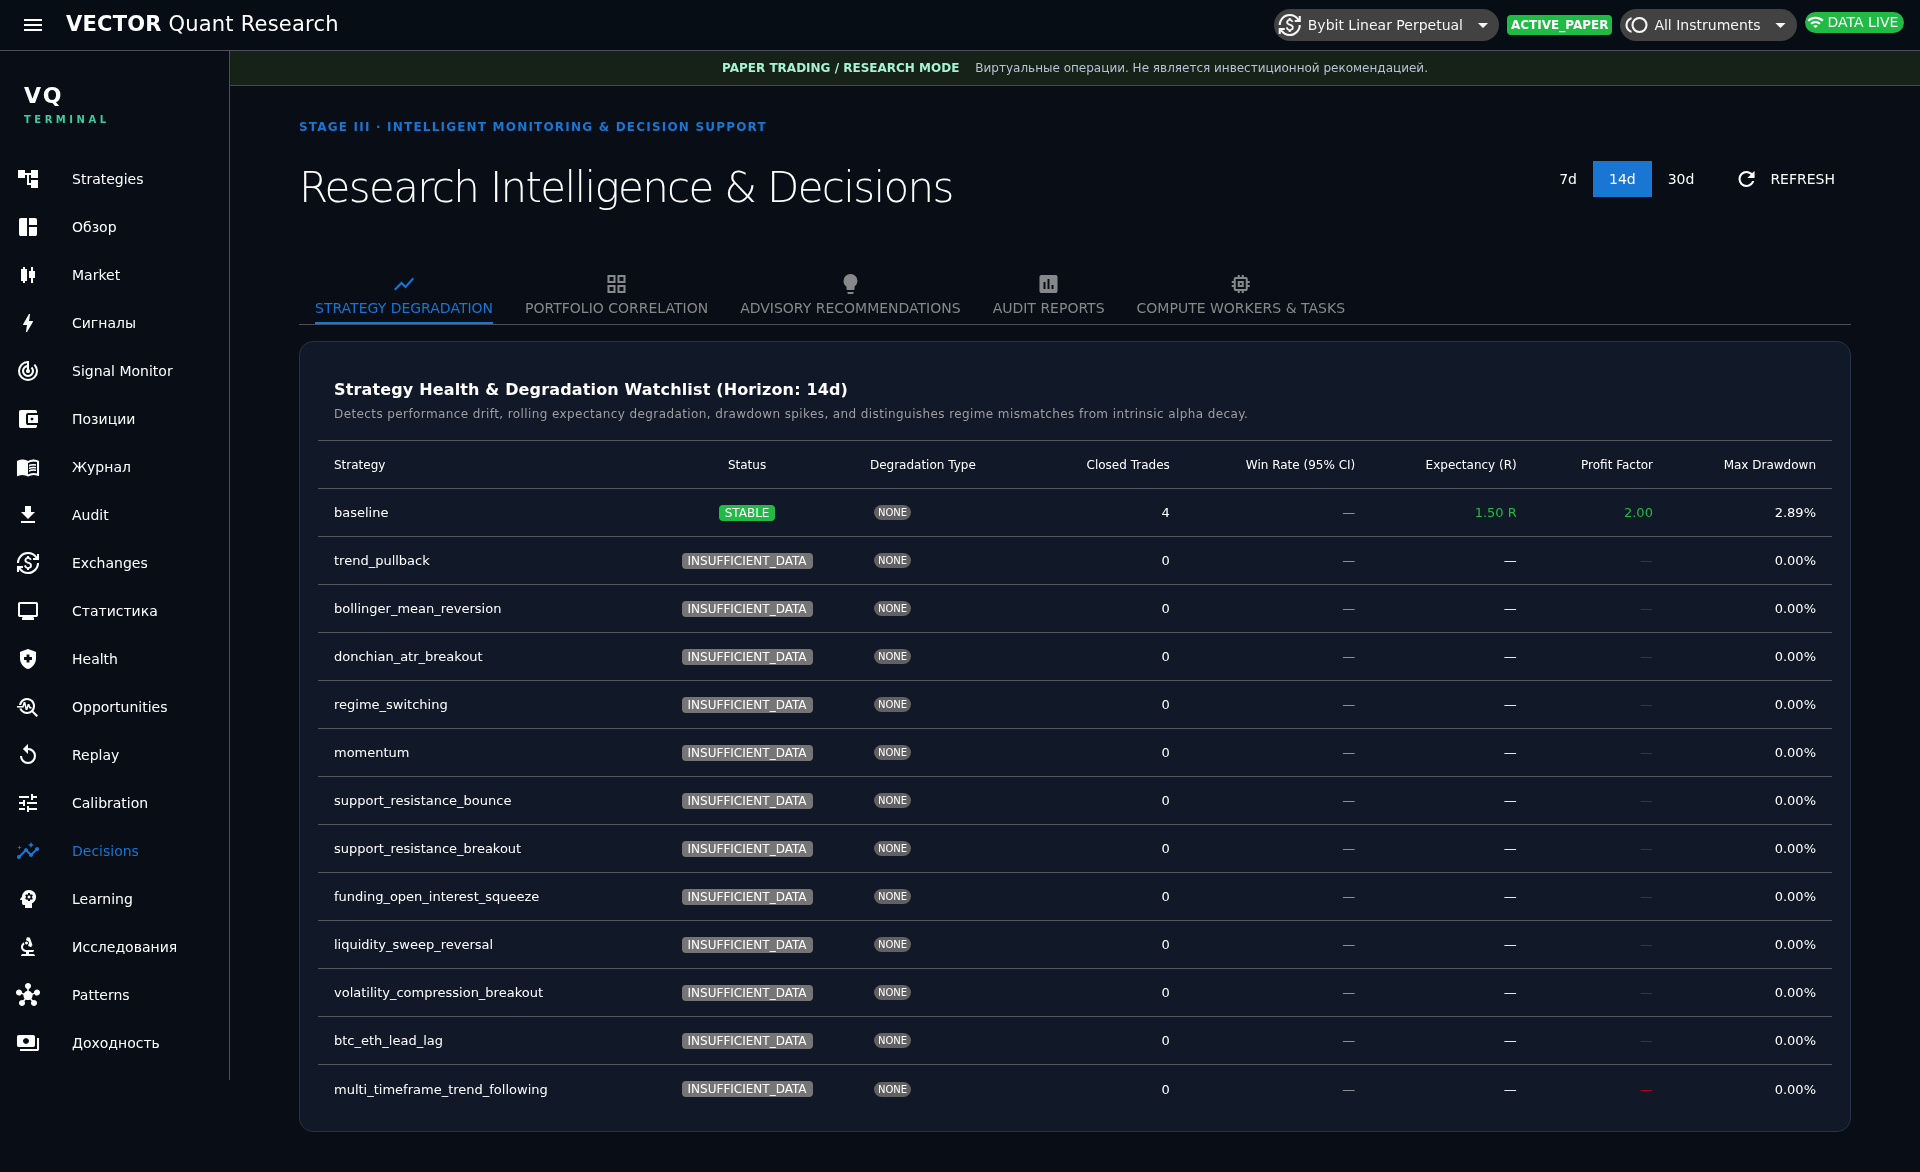 VECTOR Quant Research
Bybit Linear Perpetual
ACTIVE_PAPER
All Instruments
DATA LIVE
PAPER TRADING / RESEARCH MODE Виртуальные операции. Не является инвестиционной рекомендацией.
VQ
TERMINAL
Strategies
Обзор
Market
Сигналы
Signal Monitor
Позиции
Журнал
Audit
Exchanges
Статистика
Health
Opportunities
Replay
Calibration
Decisions
Learning
Исследования
Patterns
Доходность
STAGE III · INTELLIGENT MONITORING & DECISION SUPPORT
Research Intelligence & Decisions
7d 14d 30d REFRESH
STRATEGY DEGRADATION PORTFOLIO CORRELATION ADVISORY RECOMMENDATIONS AUDIT REPORTS COMPUTE WORKERS & TASKS
Strategy Health & Degradation Watchlist (Horizon: 14d)
Detects performance drift, rolling expectancy degradation, drawdown spikes, and distinguishes regime mismatches from intrinsic alpha decay.
Strategy Status Degradation Type Closed Trades Win Rate (95% CI) Expectancy (R) Profit Factor Max Drawdown
baseline STABLE NONE 4 — 1.50 R 2.00 2.89%
trend_pullback INSUFFICIENT_DATA NONE 0 — — — 0.00%
bollinger_mean_reversion INSUFFICIENT_DATA NONE 0 — — — 0.00%
donchian_atr_breakout INSUFFICIENT_DATA NONE 0 — — — 0.00%
regime_switching INSUFFICIENT_DATA NONE 0 — — — 0.00%
momentum INSUFFICIENT_DATA NONE 0 — — — 0.00%
support_resistance_bounce INSUFFICIENT_DATA NONE 0 — — — 0.00%
support_resistance_breakout INSUFFICIENT_DATA NONE 0 — — — 0.00%
funding_open_interest_squeeze INSUFFICIENT_DATA NONE 0 — — — 0.00%
liquidity_sweep_reversal INSUFFICIENT_DATA NONE 0 — — — 0.00%
volatility_compression_breakout INSUFFICIENT_DATA NONE 0 — — — 0.00%
btc_eth_lead_lag INSUFFICIENT_DATA NONE 0 — — — 0.00%
multi_timeframe_trend_following INSUFFICIENT_DATA NONE 0 — — — 0.00%